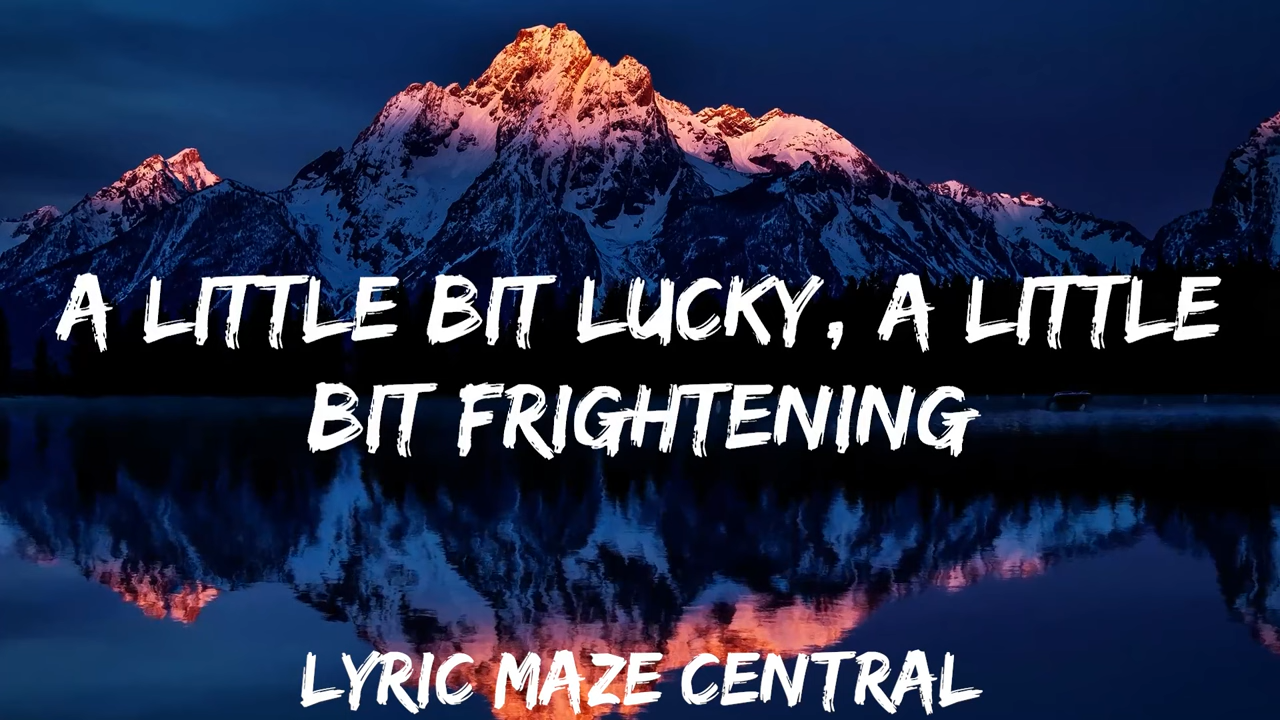 A LITTLE BIT LUCKY, A LITTLE
BIT FRIGHTENING
LYRIC MAZE CENTRAL